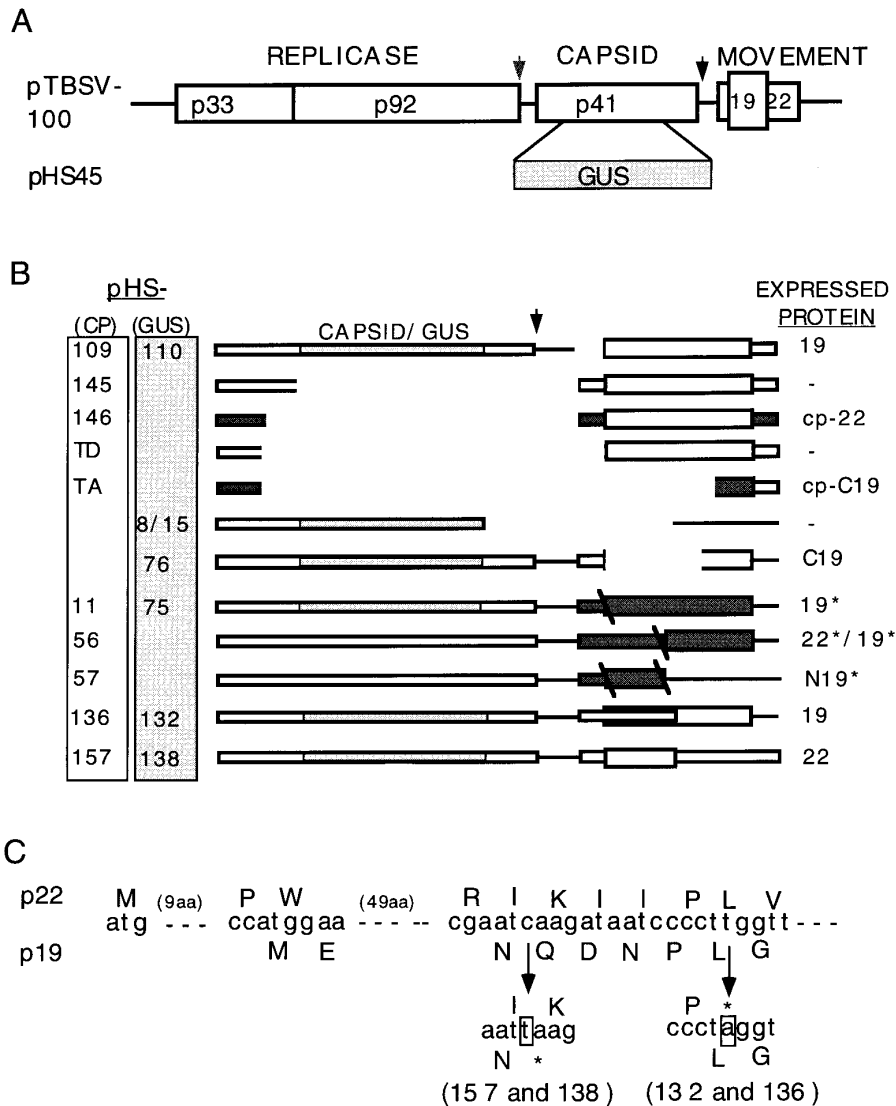 A
REPLICASE CAPSID MOVEMENT
pTBSV-100 p33 p92 p41 19 22
pHS45 GUS
B
pHS-
(CP) (GUS) CAPSID/ GUS EXPRESSED PROTEIN
109 110 19
145 -
146 cp-22
TD -
TA cp-C19
8/15 -
76 C19
11 75 19*
56 22*/19*
57 N19*
136 132 19
157 138 22
C
p22 M (9aa) P W (49aa) R I K I I P L V
atg - - - ccatggaa - - - - -- cgaatcaagataatccccttggtt - - -
p19 M E N Q D N P L G
I K P *
aattaag ccctaggt
N * L G
(157 and 138) (132 and 136)